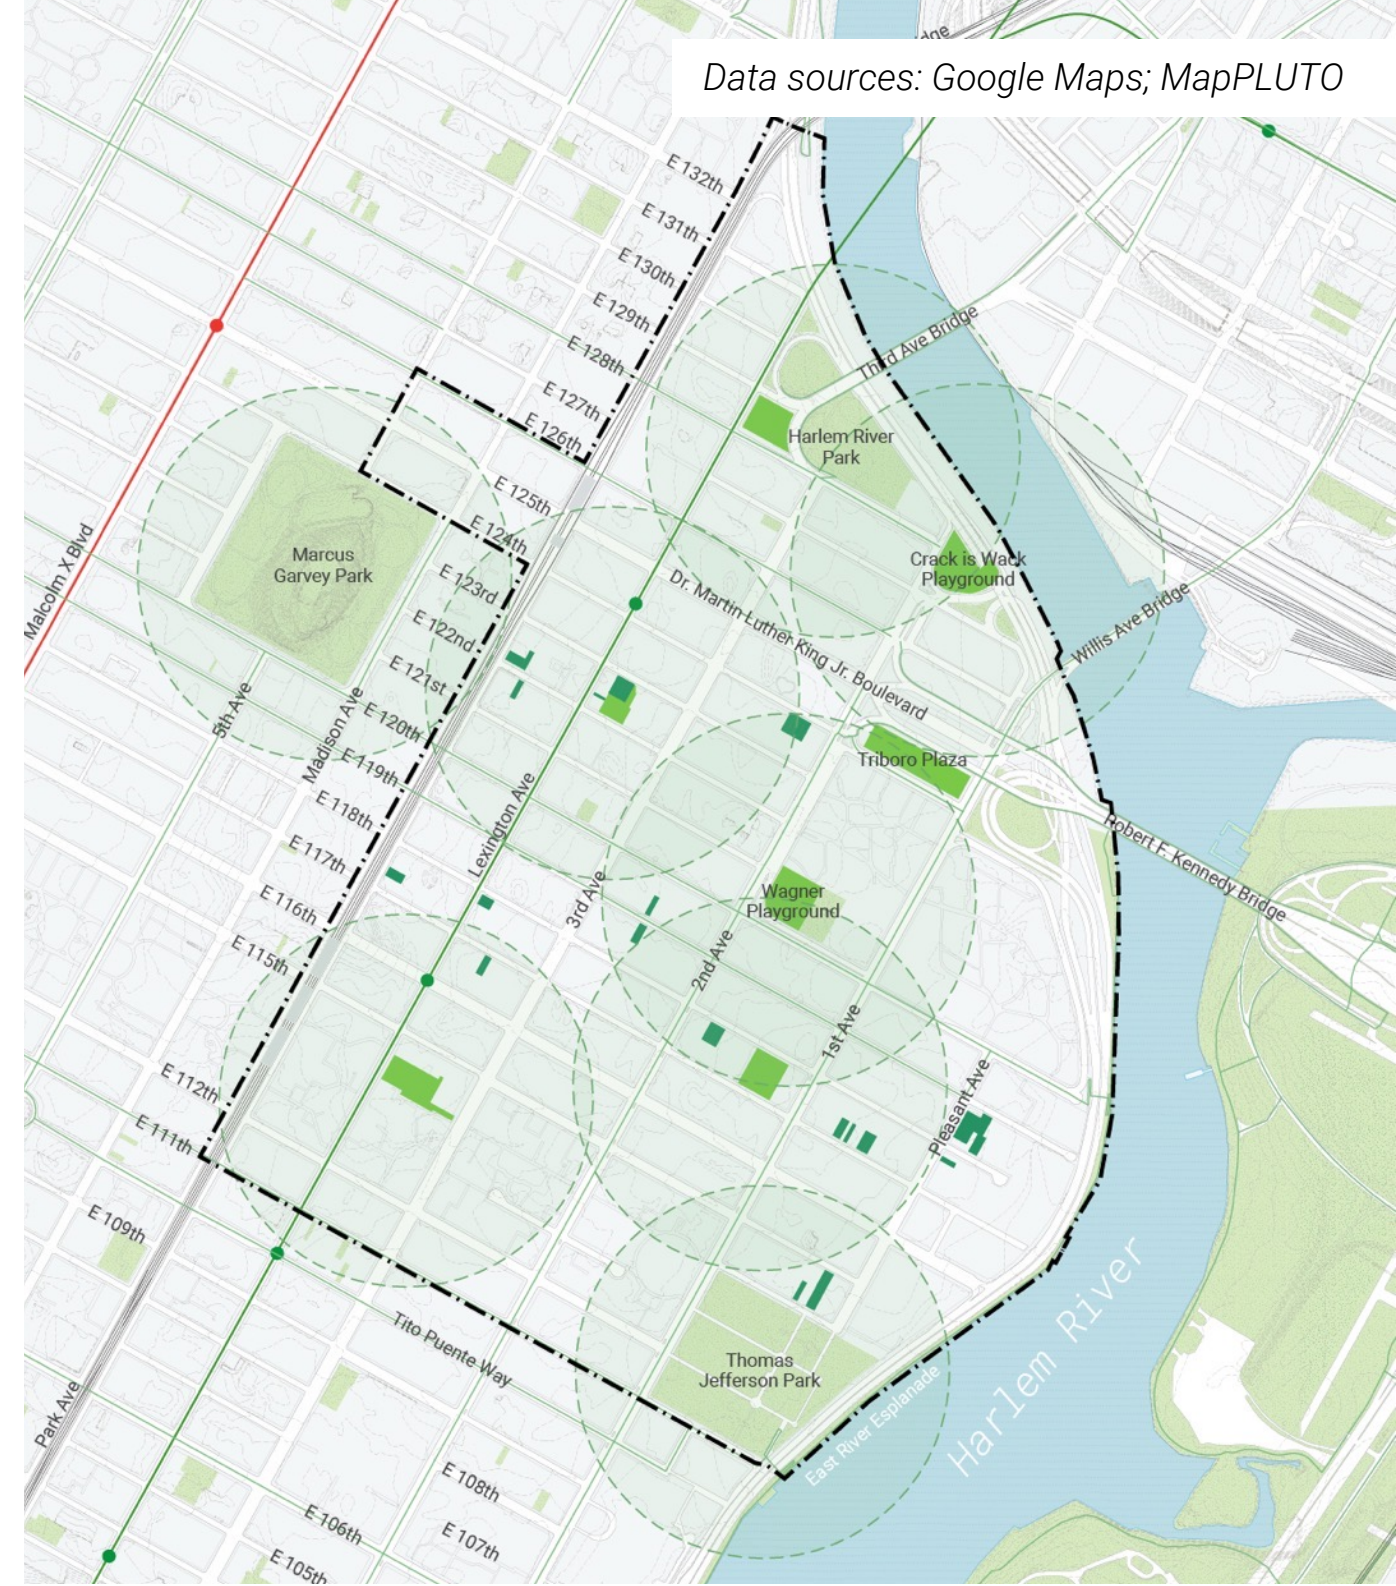 dge
Data sources: Google Maps; MapPLUTO
E 132th
E 131th
E 130th
E 129th
E 128th
E 127th
E 126th
E 125th
E 124th
E 123rd
E 122nd
E 121st
E 120th
E 119th
E 118th
E 117th
E 116th
E 115th
E 112th
E 111th
E 109th
Third Ave Bridge
Harlem River
Park
Crack is Wack
Playground
Willis Ave Bridge
Marcus
Garvey Park
Malcolm X Blvd
5th Ave
Madison Ave
Dr. Martin Luther King Jr. Boulevard
Triboro Plaza
Lexington Ave
3rd Ave
Wagner
Playground
2nd Ave
1st Ave
Robert F. Kennedy Bridge
Pleasant Ave
Thomas
Jefferson Park
Tito Puente Way
East River Esplanade
Harlem River
Park Ave
E 108th
E 107th
E 106th
E 105th